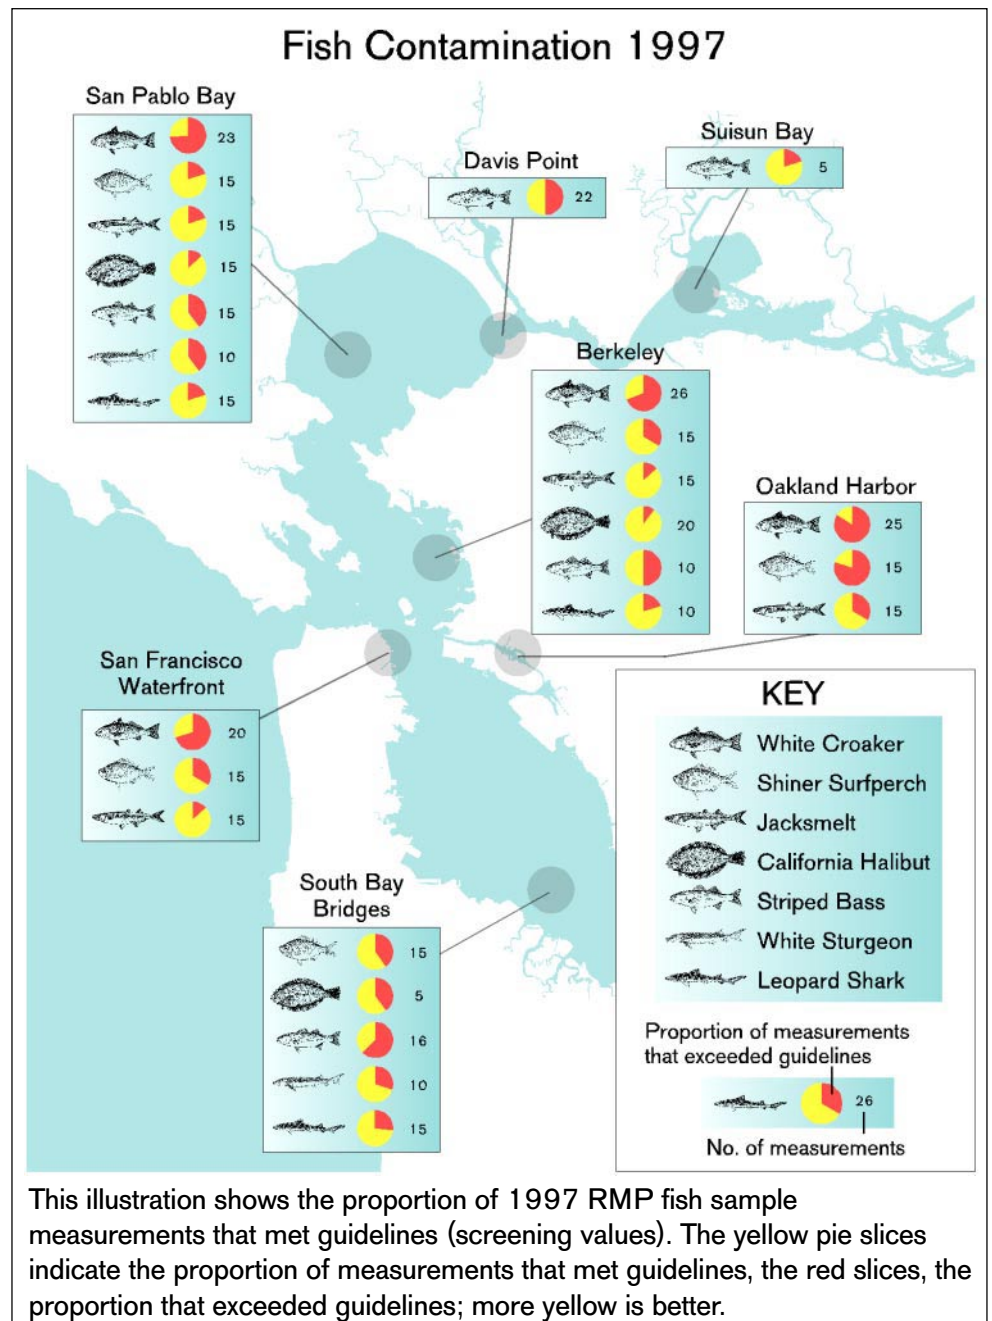 Fish Contamination 1997
San Pablo Bay
23
15
15
15
15
10
15
Davis Point
22
Suisun Bay
5
Berkeley
26
15
15
20
10
10
Oakland Harbor
25
15
15
San Francisco
Waterfront
20
15
15
South Bay
Bridges
15
5
16
10
15
KEY
White Croaker
Shiner Surfperch
Jacksmelt
California Halibut
Striped Bass
White Sturgeon
Leopard Shark
Proportion of measurements
that exceeded guidelines
26
No. of measurements
This illustration shows the proportion of 1997 RMP fish sample
measurements that met guidelines (screening values). The yellow pie slices
indicate the proportion of measurements that met guidelines, the red slices, the
proportion that exceeded guidelines; more yellow is better.